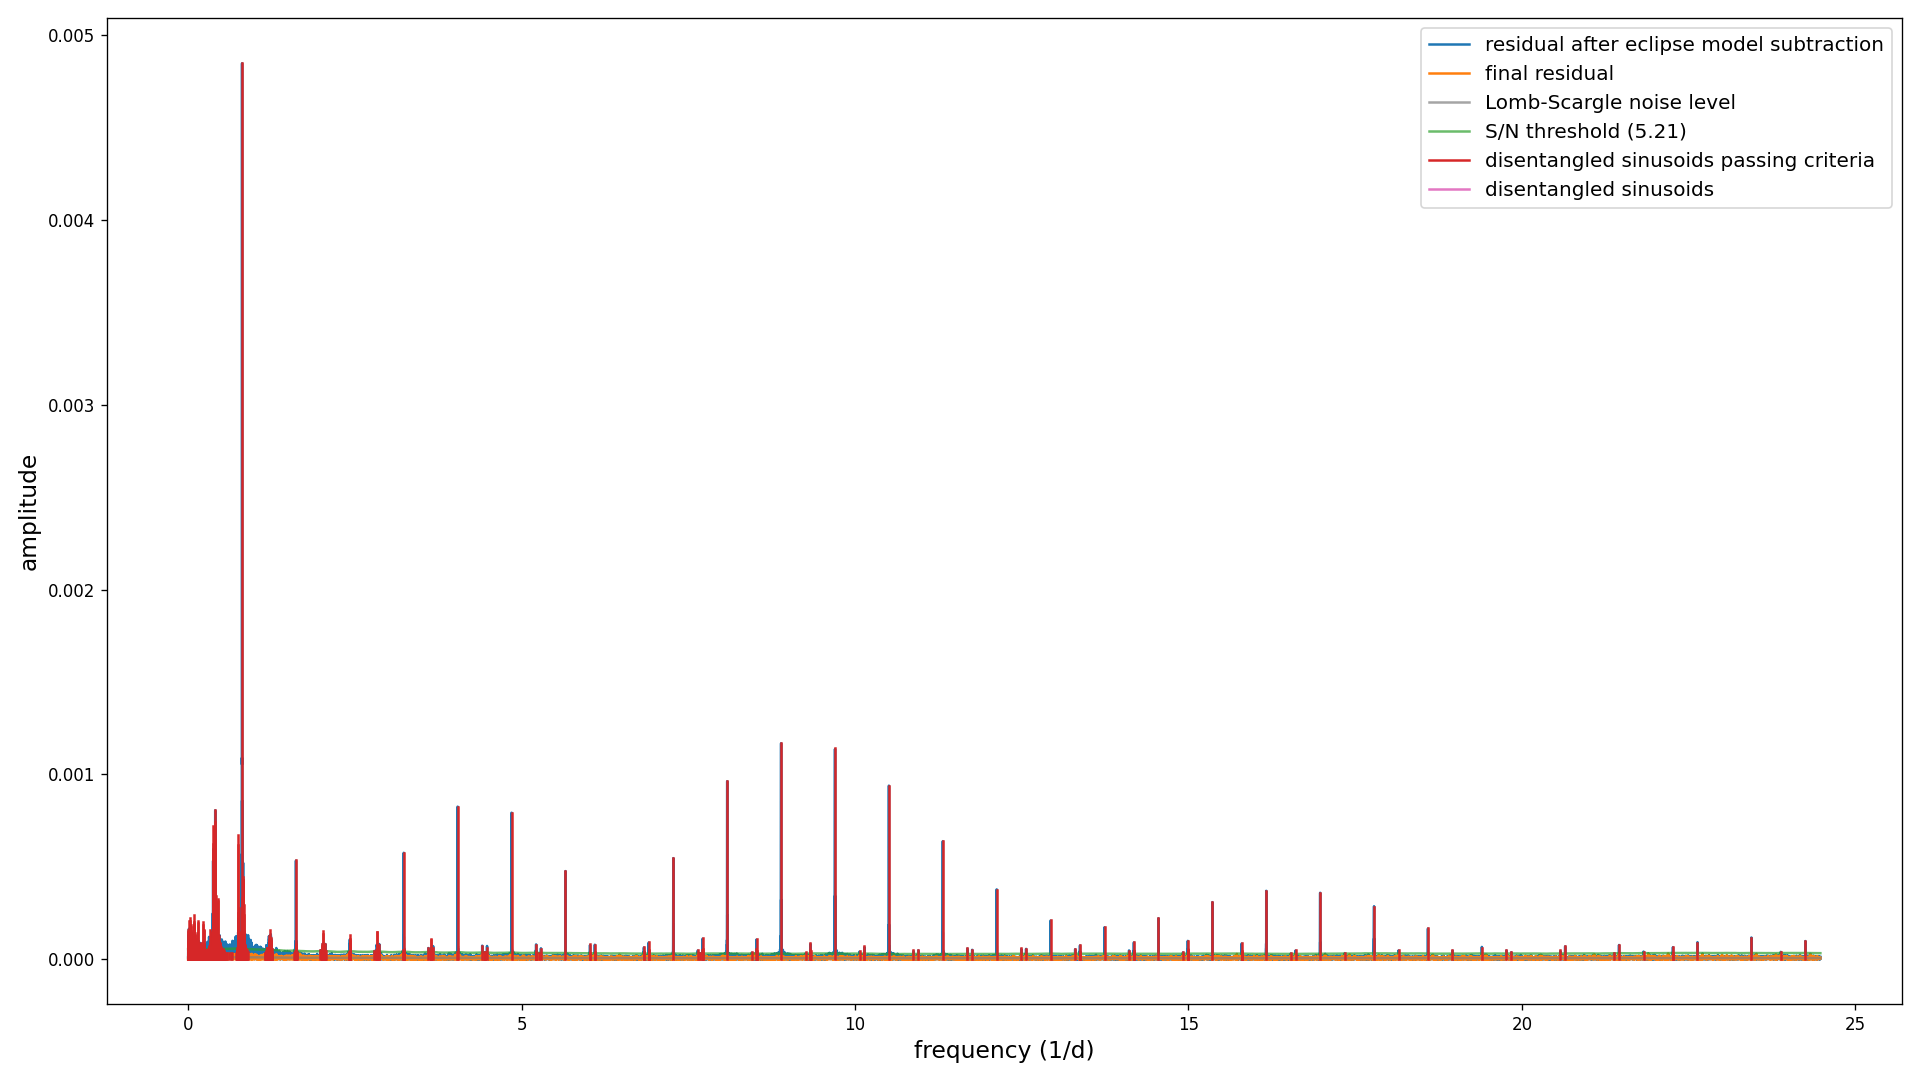 residual after eclipse model subtraction
final residual
Lomb-Scargle noise level
S/N threshold (5.21)
disentangled sinusoids passing criteria
disentangled sinusoids
0.005
0.004
0.003
0.002
0.001
0.000
amplitude
0 5 10 15 20 25
frequency (1/d)